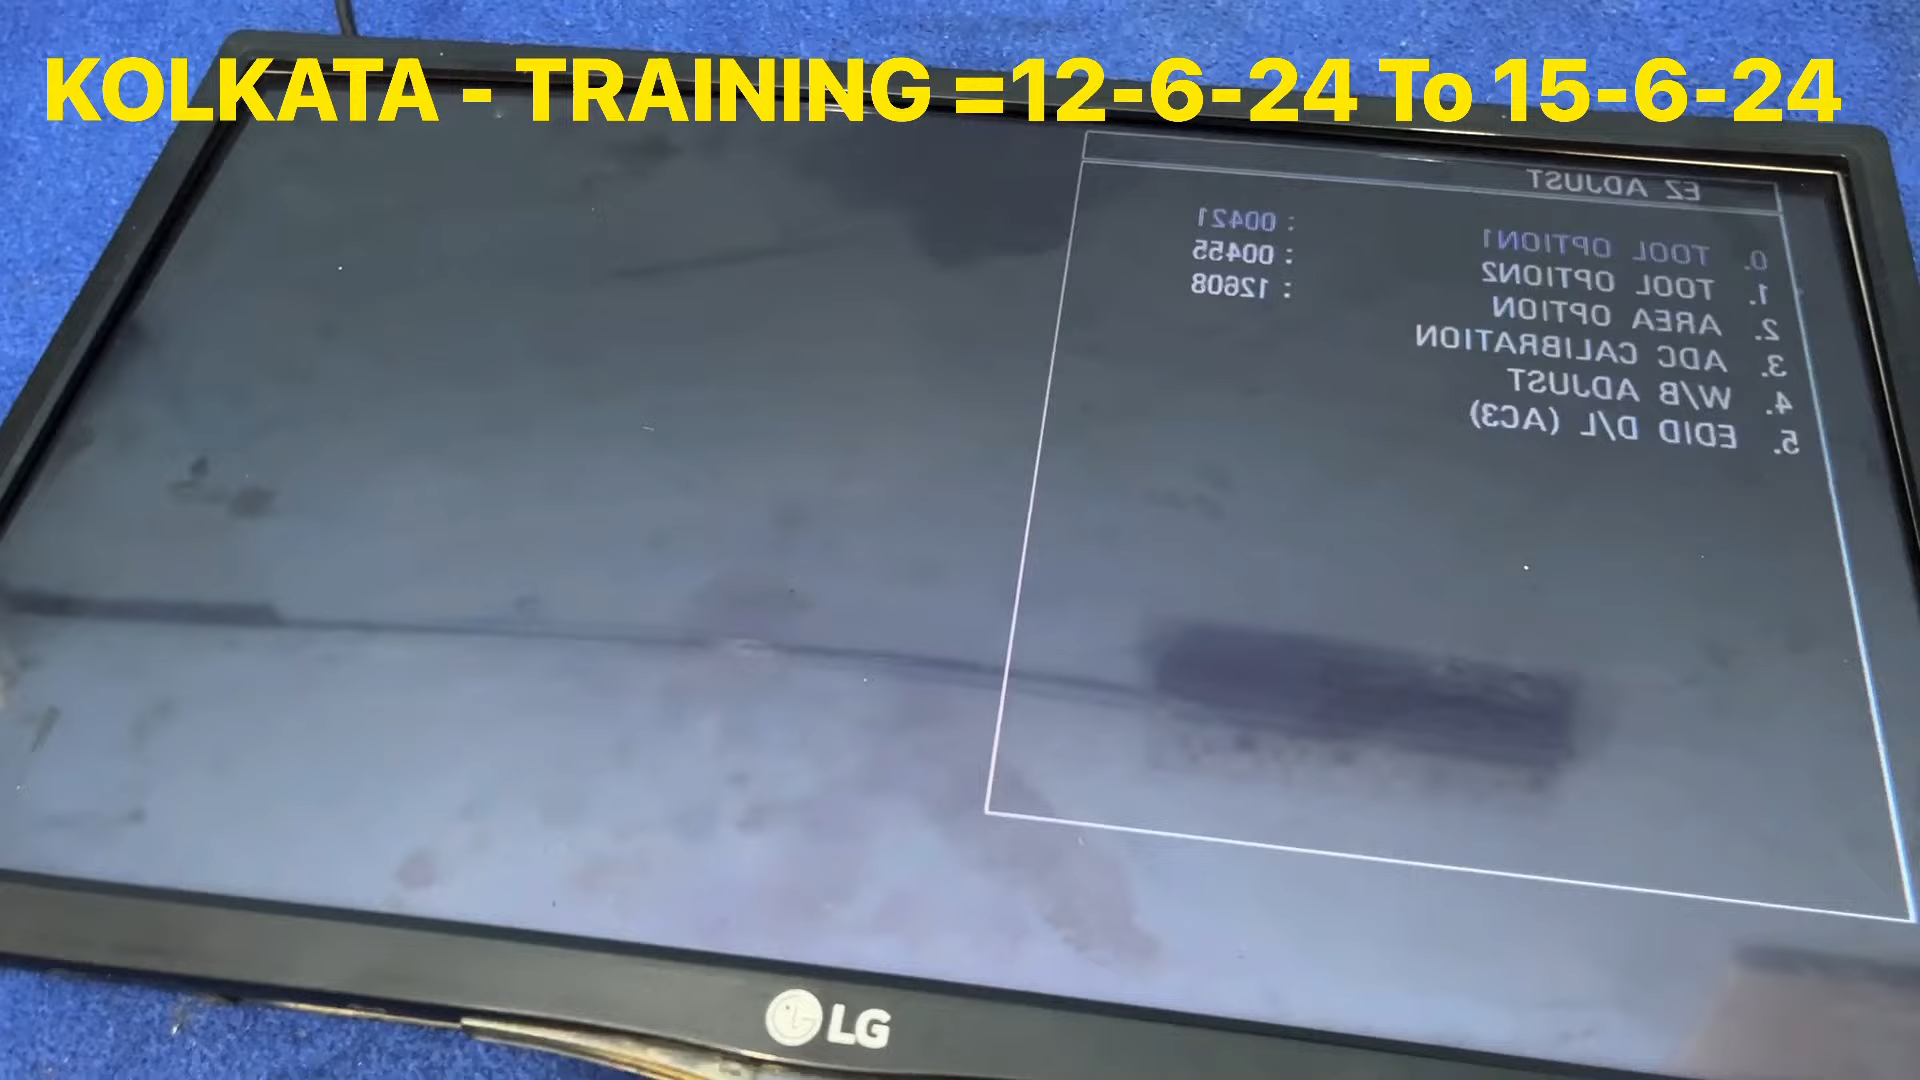 KOLKATA - TRAINING =12-6-24 To 15-6-24
EZ ADJUST
0. TOOL OPTION1 : 00421
1. TOOL OPTION2 : 00455
2. AREA OPTION : 12608
3. ADC CALIBRATION
4. W/B ADJUST
5. EDID D/L (AC3)
LG